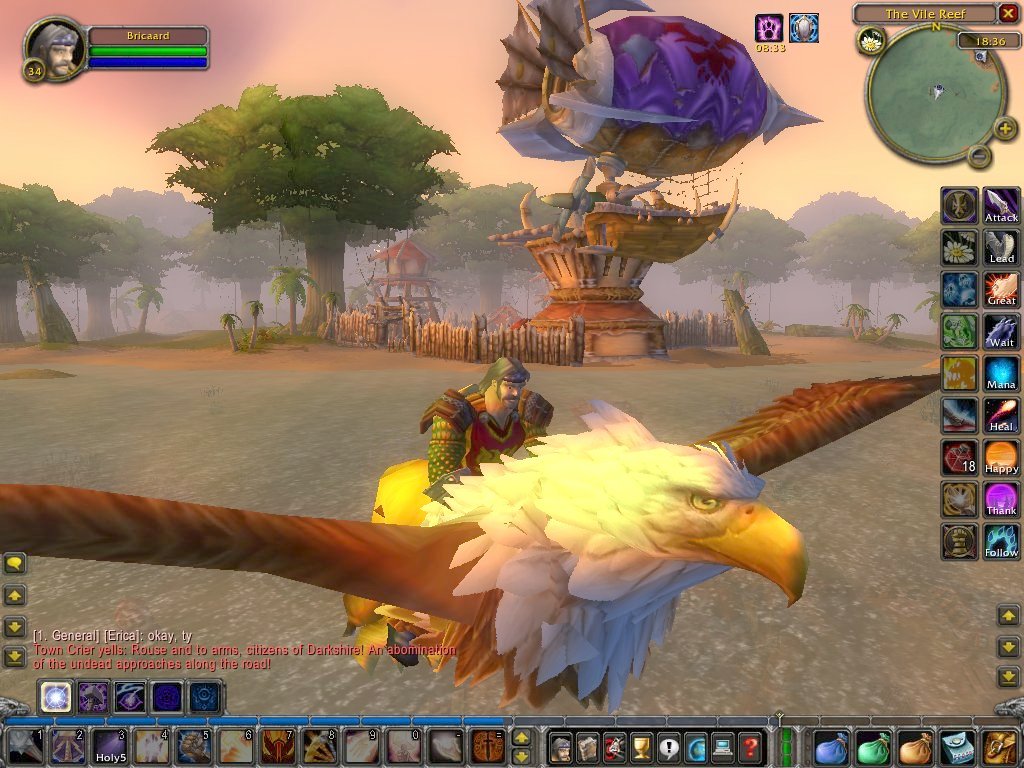 Bricaard
34
08:33
The Vile Reef
N
18:36
Attack
Lead
Great
Wait
Mana
Heal
18
Happy
Thank
Follow
[1. General] [Erica]: okay, ty
Town Crier yells: Rouse and to arms, citizens of Darkshire! An abomination
of the undead approaches along the road!
1 2 3 4 5 6 7 8 9 0 - =
Holy5